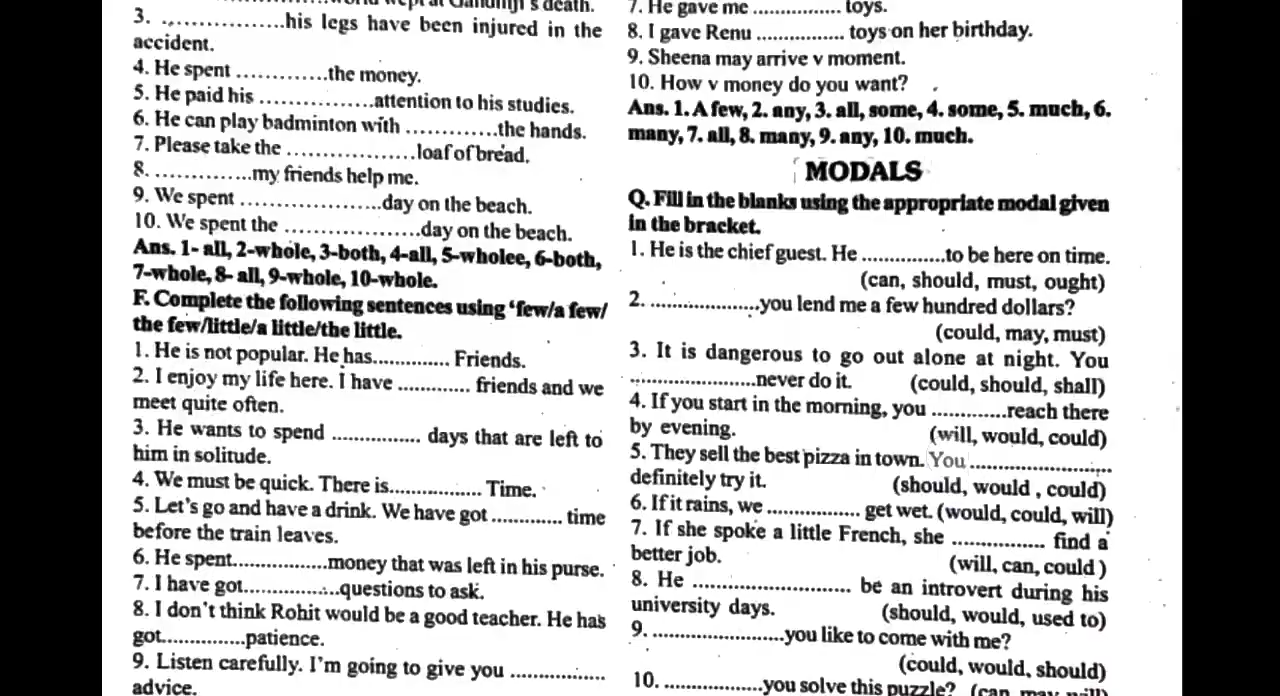 world wept at Gandhiji's death.
3. ..............his legs have been injured in the
accident.
4. He spent .............the money.
5. He paid his ................attention to his studies.
6. He can play badminton with .............the hands.
7. Please take the ..................loaf of bread.
8. ..............my friends help me.
9. We spent ....................day on the beach.
10. We spent the ...................day on the beach.
Ans. 1- all, 2-whole, 3-both, 4-all, 5-wholee, 6-both,
7-whole, 8- all, 9-whole, 10-whole.
F. Complete the following sentences using ‘few/a few/
the few/little/a little/the little.
1. He is not popular. He has.............. Friends.
2. I enjoy my life here. I have ............. friends and we
meet quite often.
3. He wants to spend ................ days that are left to
him in solitude.
4. We must be quick. There is................. Time.
5. Let's go and have a drink. We have got ............. time
before the train leaves.
6. He spent.................money that was left in his purse.
7. I have got.................questions to ask.
8. I don't think Rohit would be a good teacher. He has
got...............patience.
9. Listen carefully. I'm going to give you .................
advice.
7. He gave me ................ toys.
8. I gave Renu ................ toys on her birthday.
9. Sheena may arrive v moment.
10. How v money do you want?
Ans. 1. A few, 2. any, 3. all, some, 4. some, 5. much, 6.
many, 7. all, 8. many, 9. any, 10. much.
MODALS
Q. Fill in the blanks using the appropriate modal given
in the bracket.
1. He is the chief guest. He ...............to be here on time.
(can, should, must, ought)
2. ....................you lend me a few hundred dollars?
(could, may, must)
3. It is dangerous to go out alone at night. You
.......................never do it. (could, should, shall)
4. If you start in the morning, you .............reach there
by evening. (will, would, could)
5. They sell the best pizza in town. You ..........................
definitely try it. (should, would , could)
6. If it rains, we ................. get wet. (would, could, will)
7. If she spoke a little French, she ................. find a
better job. (will, can, could )
8. He ............................ be an introvert during his
university days. (should, would, used to)
9. ........................you like to come with me?
(could, would, should)
10. ..................you solve this puzzle? (can, may, will)